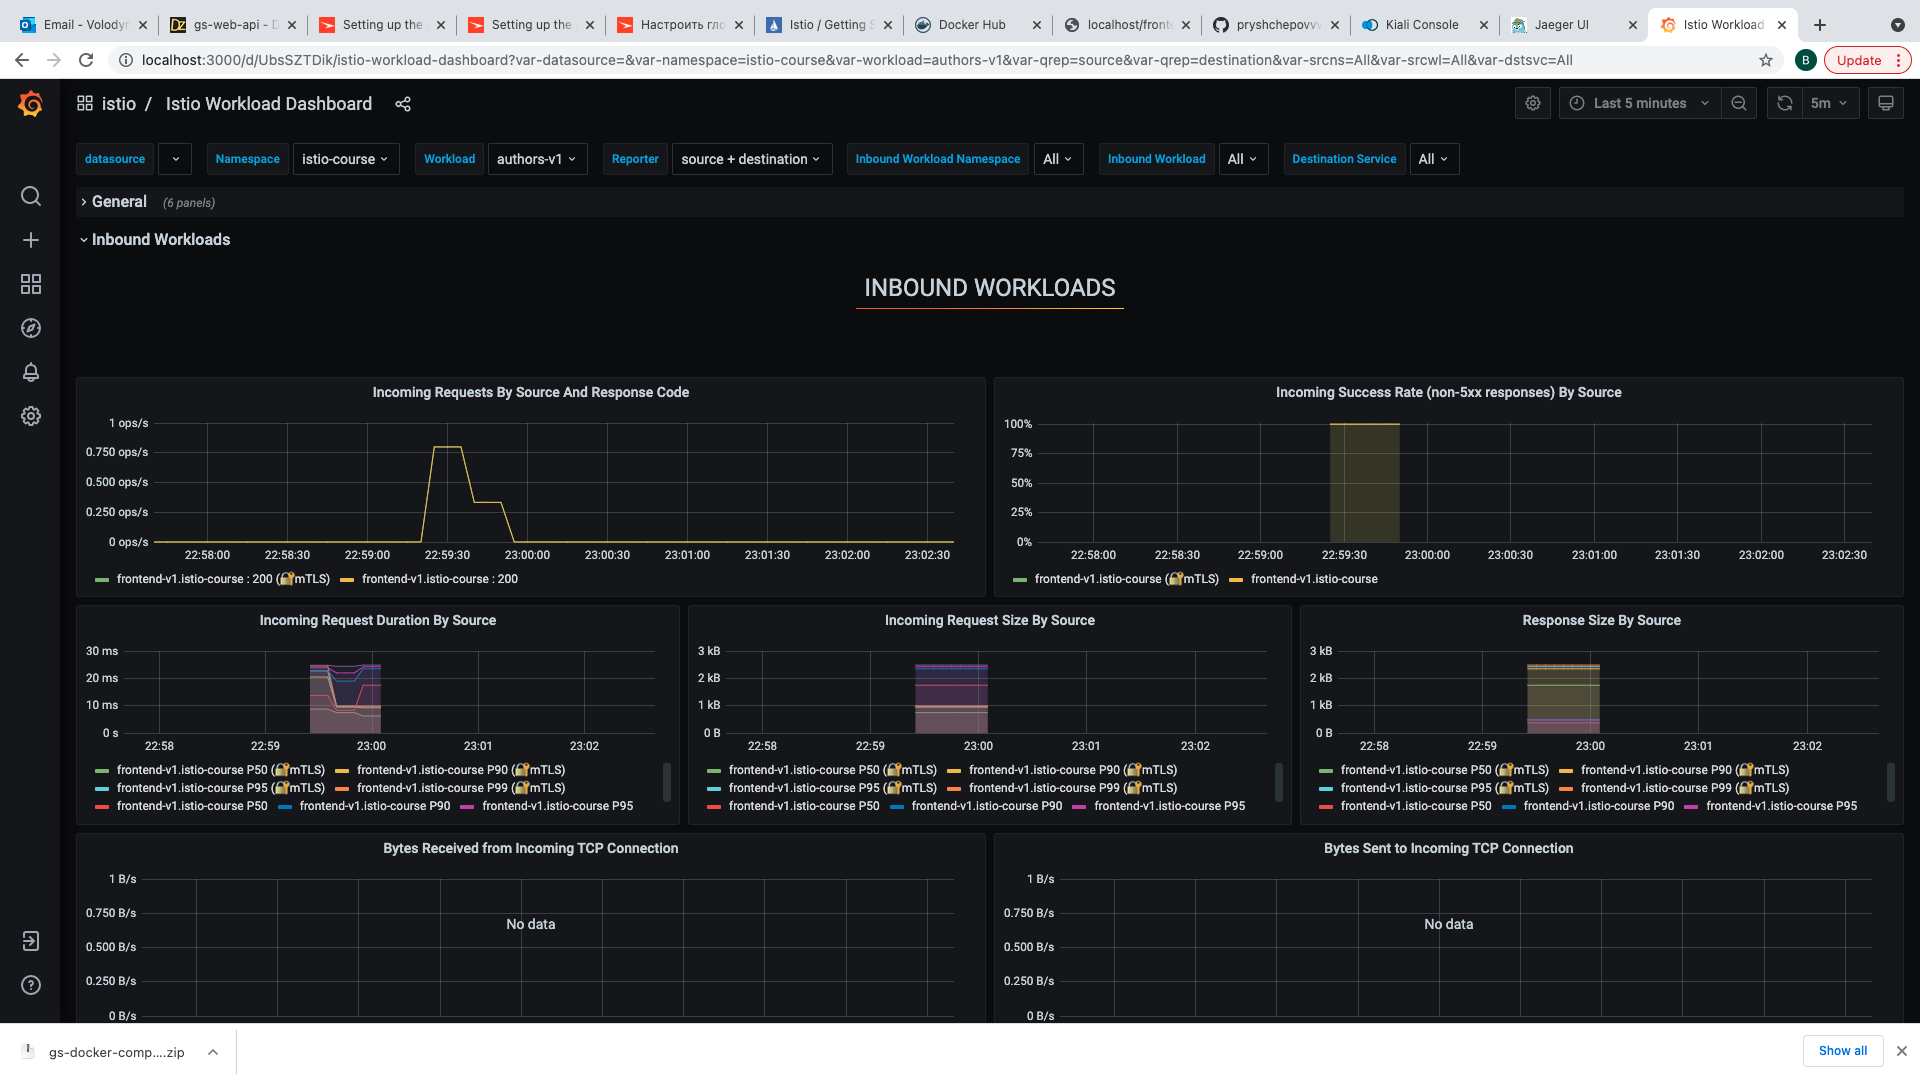 Email - Volodyn
gs-web-api - D
Setting up the
Setting up the
Настроить гло
Istio / Getting S
Docker Hub
localhost/front
pryshchepovvv
Kiali Console
Jaeger UI
Istio Workload
localhost:3000/d/UbsSZTDik/istio-workload-dashboard?var-datasource=&var-namespace=istio-course&var-workload=authors-v1&var-qrep=source&var-qrep=destination&var-srcns=All&var-srcwl=All&var-dstsvc=All
B
Update
istio / Istio Workload Dashboard
Last 5 minutes
5m
datasource
Namespace istio-course
Workload authors-v1
Reporter source + destination
Inbound Workload Namespace All
Inbound Workload All
Destination Service All
General (6 panels)
Inbound Workloads
INBOUND WORKLOADS
Incoming Requests By Source And Response Code
1 ops/s
0.750 ops/s
0.500 ops/s
0.250 ops/s
0 ops/s
22:58:00 22:58:30 22:59:00 22:59:30 23:00:00 23:00:30 23:01:00 23:01:30 23:02:00 23:02:30
frontend-v1.istio-course : 200 (🔐mTLS) frontend-v1.istio-course : 200
Incoming Success Rate (non-5xx responses) By Source
100%
75%
50%
25%
0%
22:58:00 22:58:30 22:59:00 22:59:30 23:00:00 23:00:30 23:01:00 23:01:30 23:02:00 23:02:30
frontend-v1.istio-course (🔐mTLS) frontend-v1.istio-course
Incoming Request Duration By Source
30 ms
20 ms
10 ms
0 s
22:58 22:59 23:00 23:01 23:02
frontend-v1.istio-course P50 (🔐mTLS) frontend-v1.istio-course P90 (🔐mTLS)
frontend-v1.istio-course P95 (🔐mTLS) frontend-v1.istio-course P99 (🔐mTLS)
frontend-v1.istio-course P50 frontend-v1.istio-course P90 frontend-v1.istio-course P95
Incoming Request Size By Source
3 kB
2 kB
1 kB
0 B
22:58 22:59 23:00 23:01 23:02
frontend-v1.istio-course P50 (🔐mTLS) frontend-v1.istio-course P90 (🔐mTLS)
frontend-v1.istio-course P95 (🔐mTLS) frontend-v1.istio-course P99 (🔐mTLS)
frontend-v1.istio-course P50 frontend-v1.istio-course P90 frontend-v1.istio-course P95
Response Size By Source
3 kB
2 kB
1 kB
0 B
22:58 22:59 23:00 23:01 23:02
frontend-v1.istio-course P50 (🔐mTLS) frontend-v1.istio-course P90 (🔐mTLS)
frontend-v1.istio-course P95 (🔐mTLS) frontend-v1.istio-course P99 (🔐mTLS)
frontend-v1.istio-course P50 frontend-v1.istio-course P90 frontend-v1.istio-course P95
Bytes Received from Incoming TCP Connection
1 B/s
0.750 B/s
0.500 B/s
0.250 B/s
0 B/s
No data
Bytes Sent to Incoming TCP Connection
1 B/s
0.750 B/s
0.500 B/s
0.250 B/s
0 B/s
No data
gs-docker-comp....zip
Show all